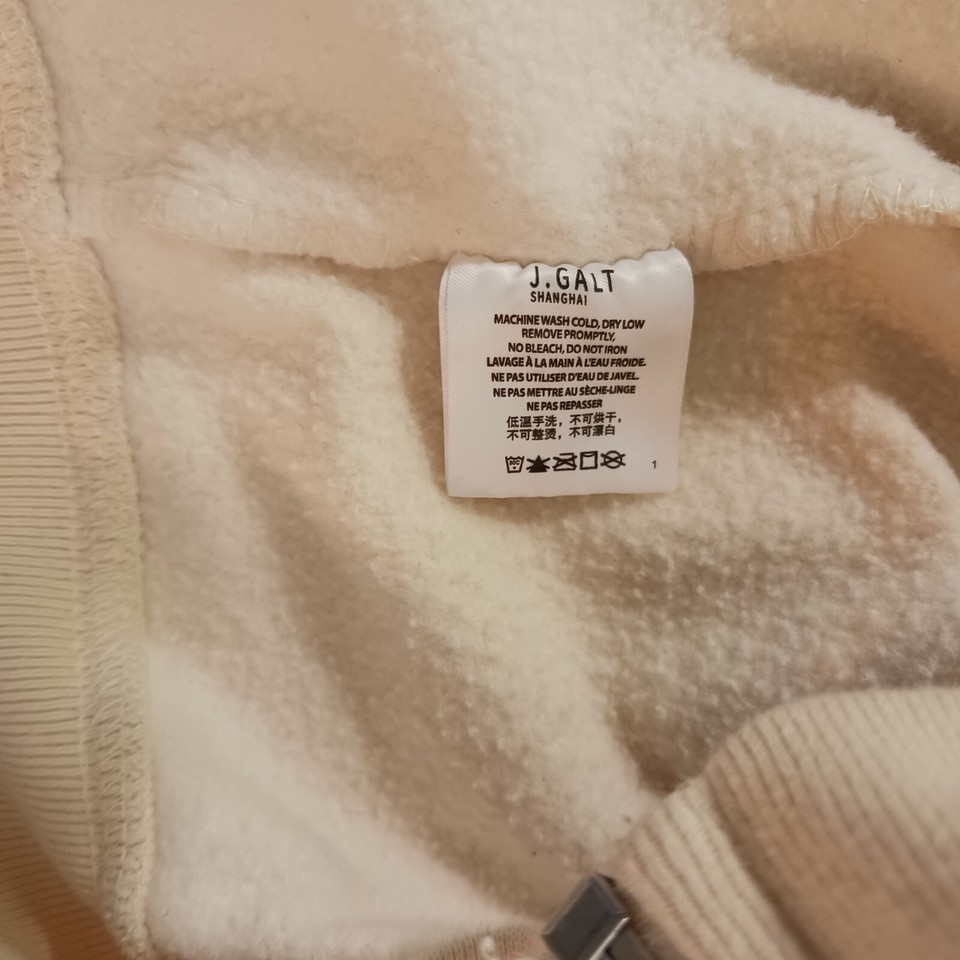 J.GALT
SHANGHAI
MACHINE WASH COLD, DRY LOW
REMOVE PROMPTLY,
NO BLEACH, DO NOT IRON
LAVAGE À LA MAIN À L'EAU FROIDE.
NE PAS UTILISER D'EAU DE JAVEL.
NE PAS METTRE AU SÈCHE-LINGE
NE PAS REPASSER
低温手洗，不可烘干，
不可整烫，不可漂白
1